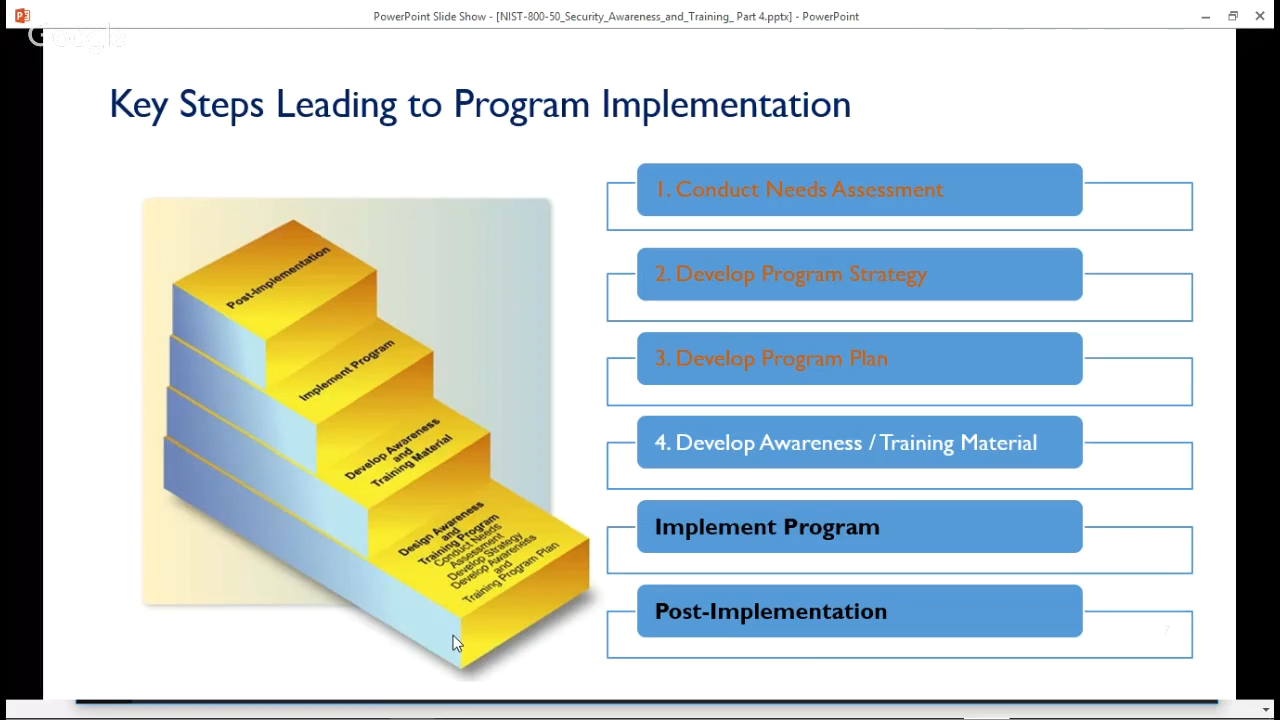 PowerPoint Slide Show - [NIST-800-50_Security_Awareness_and_Training_ Part 4.pptx] - PowerPoint
Google
Key Steps Leading to Program Implementation
Post-Implementation
Implement Program
Develop Awareness
and
Training Material
Design Awareness
and
Training Program
Conduct Needs
Assessment
Develop Strategy
Develop Awareness
and
Training Program Plan
1. Conduct Needs Assessment
2. Develop Program Strategy
3. Develop Program Plan
4. Develop Awareness / Training Material
Implement Program
Post-Implementation
7